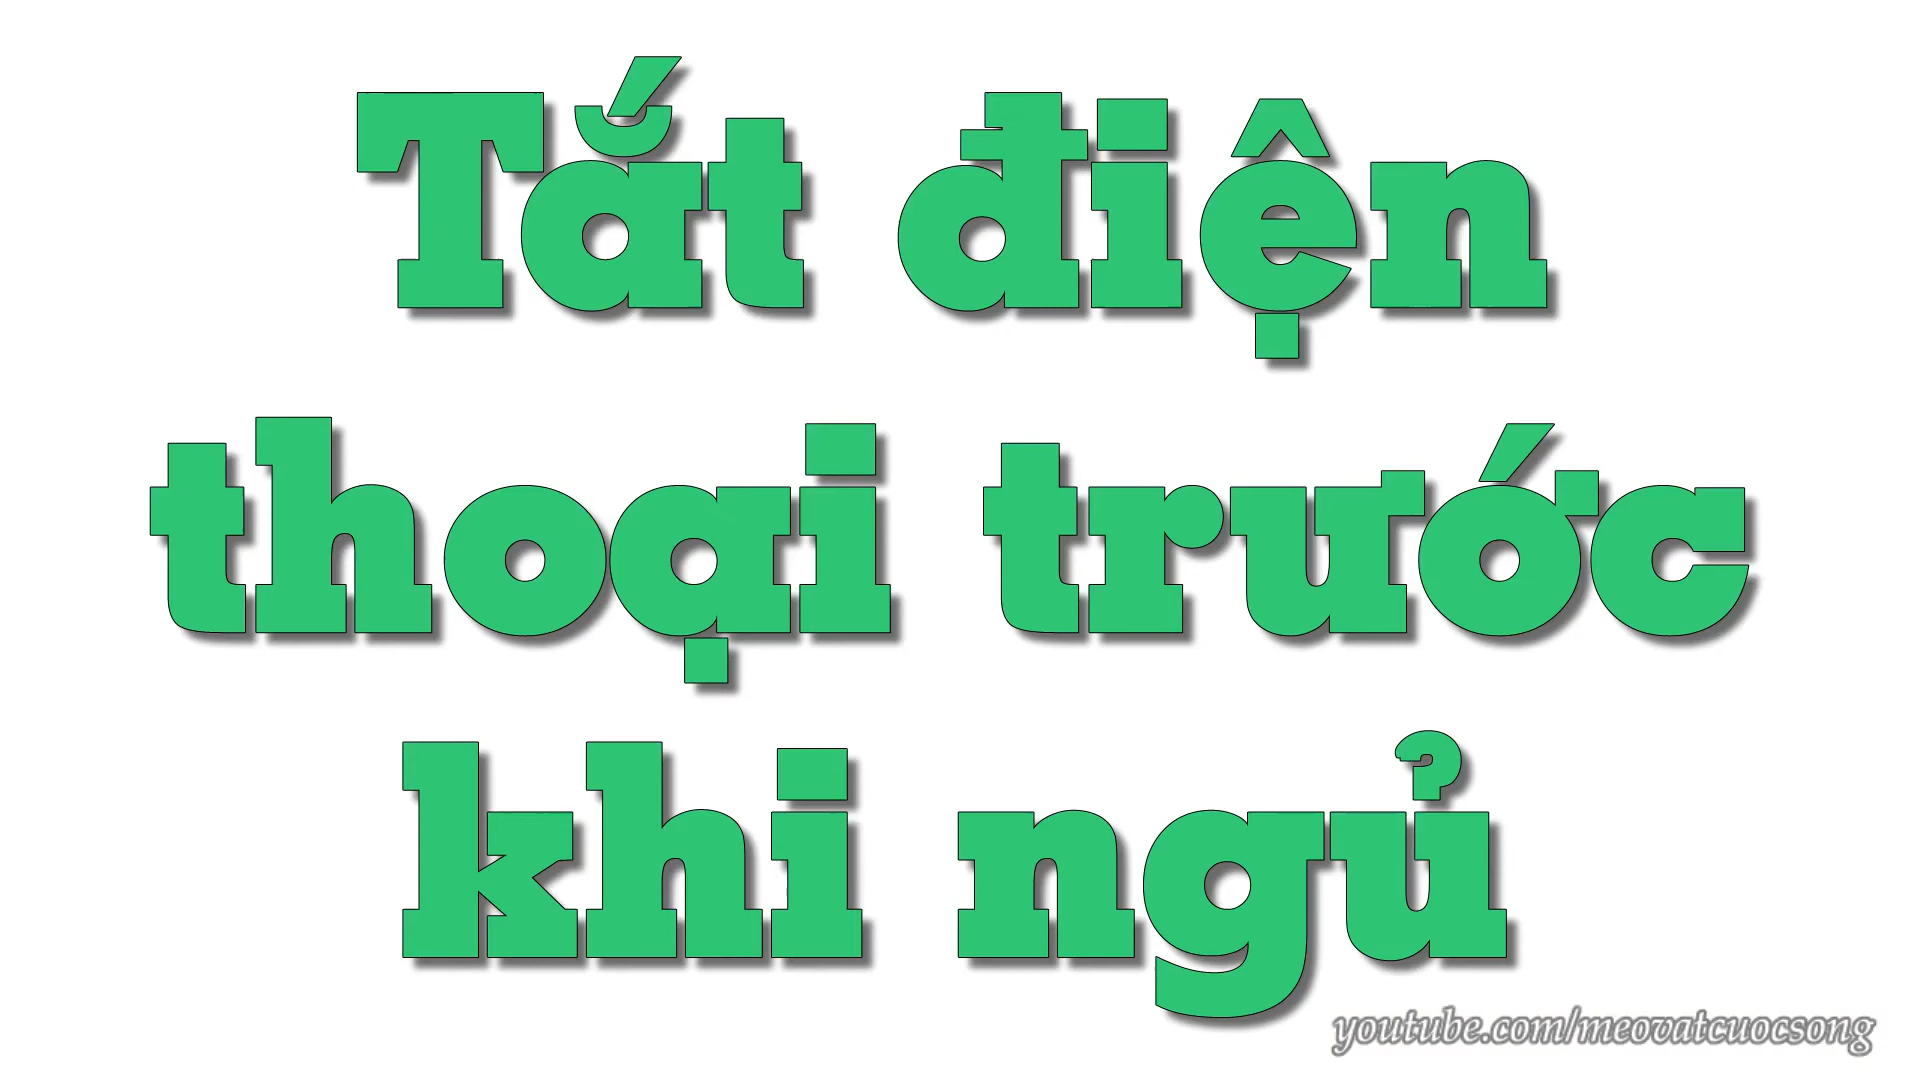 Tắt điện
thoại trước
khi ngủ
youtube.com/meovatcuocsong